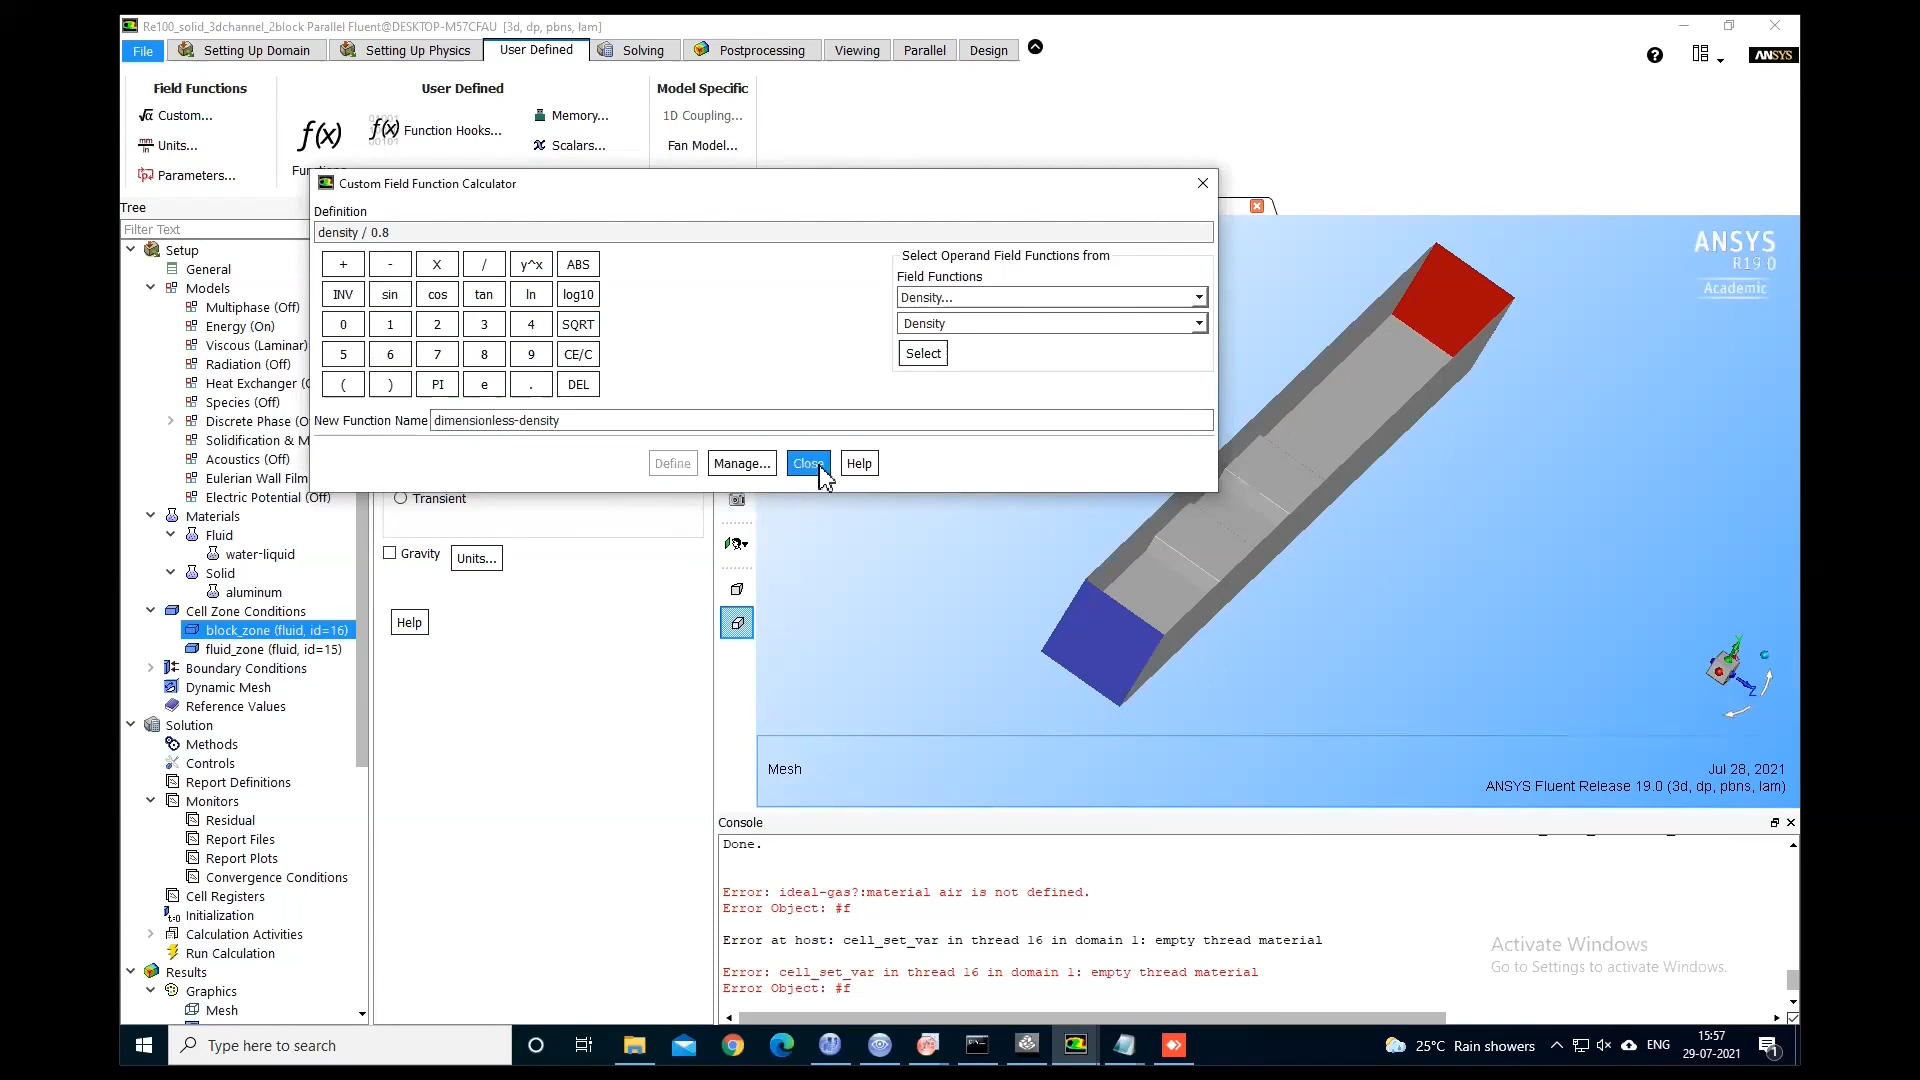 Re100_solid_3dchannel_2block Parallel Fluent@DESKTOP-M57CFAU [3d, dp, pbns, lam]
File Setting Up Domain Setting Up Physics User Defined Solving Postprocessing Viewing Parallel Design
ANSYS
Field Functions User Defined Model Specific
Custom... Memory... 1D Coupling...
f(x) f(x) Function Hooks...
Units... Scalars... Fan Model...
Parameters...
Custom Field Function Calculator
Definition
density / 0.8
+ - X / y^x ABS
INV sin cos tan ln log10
0 1 2 3 4 SQRT
5 6 7 8 9 CE/C
( ) PI e . DEL
Select Operand Field Functions from
Field Functions
Density...
Density
Select
New Function Name dimensionless-density
Define Manage... Close Help
Tree
Filter Text
Setup
General
Models
Multiphase (Off)
Energy (On)
Viscous (Laminar)
Radiation (Off)
Heat Exchanger (
Species (Off)
Discrete Phase (O
Solidification & M
Acoustics (Off)
Eulerian Wall Film
Electric Potential (Off)
Materials
Fluid
water-liquid
Solid
aluminum
Cell Zone Conditions
block_zone (fluid, id=16)
fluid_zone (fluid, id=15)
Boundary Conditions
Dynamic Mesh
Reference Values
Solution
Methods
Controls
Report Definitions
Monitors
Residual
Report Files
Report Plots
Convergence Conditions
Cell Registers
Initialization
Calculation Activities
Run Calculation
Results
Graphics
Mesh
Transient
Gravity Units...
Help
ANSYS
R19.0
Academic
Y
Z
Mesh
Jul 28, 2021
ANSYS Fluent Release 19.0 (3d, dp, pbns, lam)
Console
Done.
Error: ideal-gas?:material air is not defined.
Error Object: #f
Error at host: cell_set_var in thread 16 in domain 1: empty thread material
Error: cell_set_var in thread 16 in domain 1: empty thread material
Error Object: #f
Activate Windows
Go to Settings to activate Windows.
Type here to search
25°C Rain showers
ENG
15:57
29-07-2021
1